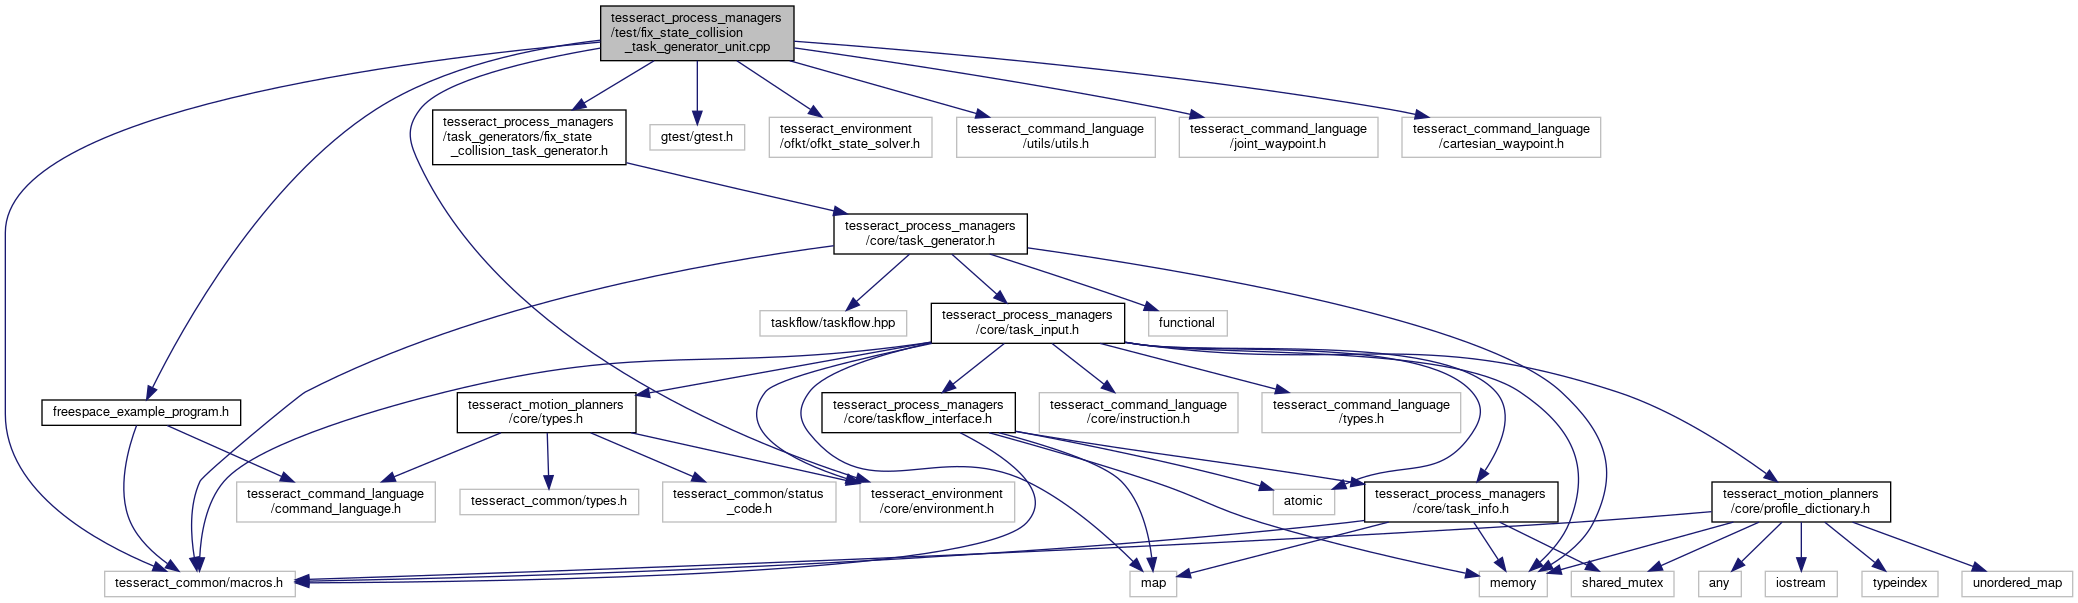 tesseract_process_managers
/test/fix_state_collision
_task_generator_unit.cpp
tesseract_process_managers
/task_generators/fix_state
_collision_task_generator.h
gtest/gtest.h
tesseract_environment
/ofkt/ofkt_state_solver.h
tesseract_command_language
/utils/utils.h
tesseract_command_language
/joint_waypoint.h
tesseract_command_language
/cartesian_waypoint.h
tesseract_process_managers
/core/task_generator.h
taskflow/taskflow.hpp
tesseract_process_managers
/core/task_input.h
functional
freespace_example_program.h
tesseract_motion_planners
/core/types.h
tesseract_process_managers
/core/taskflow_interface.h
tesseract_command_language
/core/instruction.h
tesseract_command_language
/types.h
tesseract_command_language
/command_language.h
tesseract_common/types.h
tesseract_common/status
_code.h
tesseract_environment
/core/environment.h
atomic
tesseract_process_managers
/core/task_info.h
tesseract_motion_planners
/core/profile_dictionary.h
tesseract_common/macros.h
map
memory
shared_mutex
any
iostream
typeindex
unordered_map